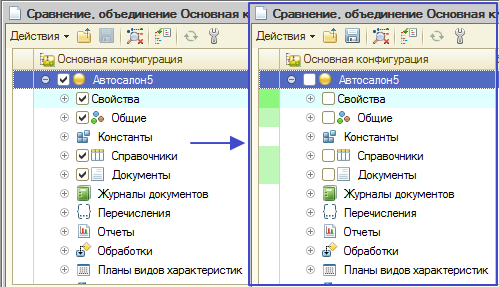 Сравнение, объединение Основная к
Действия
Основная конфигурация
Автосалон5
Свойства
Общие
Константы
Справочники
Документы
Журналы документов
Перечисления
Отчеты
Обработки
Планы видов характеристик
Сравнение, объединение Основная к
Действия
Основная конфигурация
Автосалон5
Свойства
Общие
Константы
Справочники
Документы
Журналы документов
Перечисления
Отчеты
Обработки
Планы видов характеристик